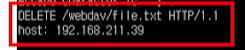 DELETE /webdav/file.txt HTTP/1.1
host: 192.168.211.39